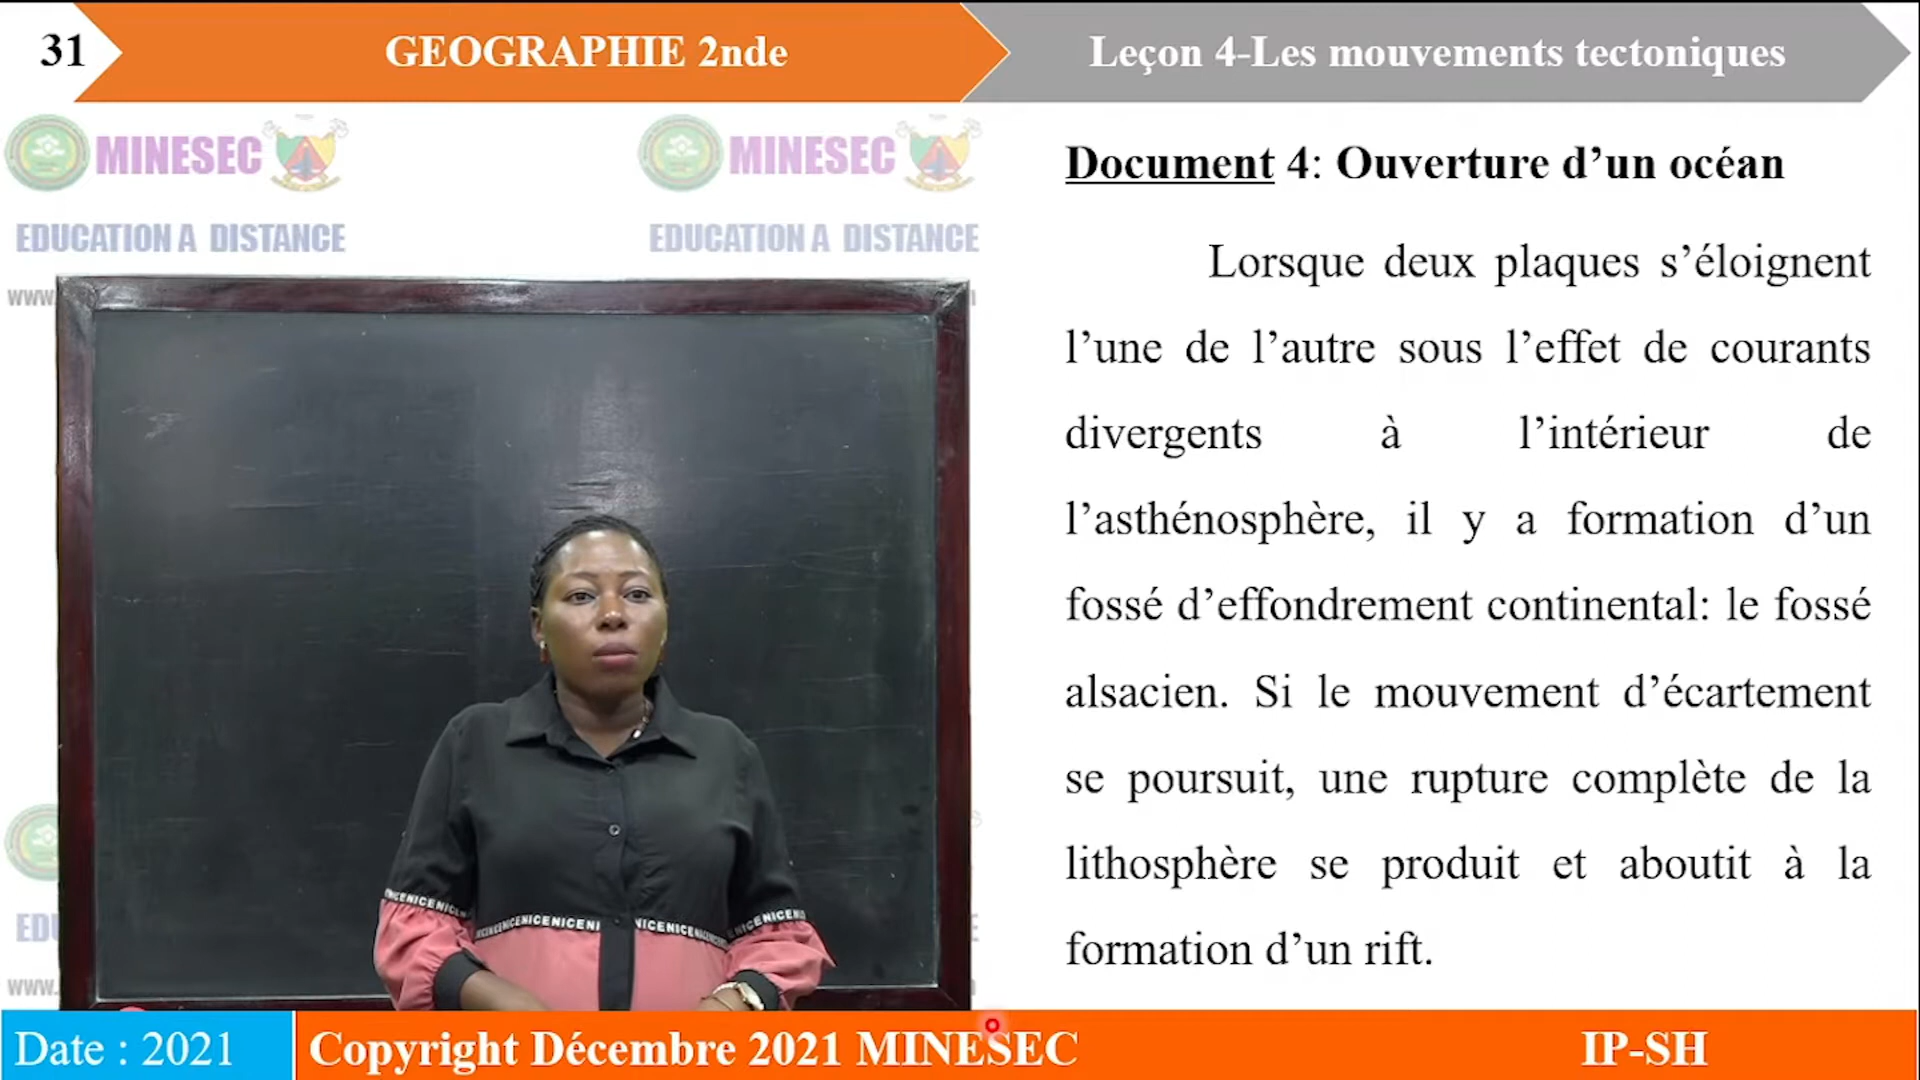 31
GEOGRAPHIE 2nde
Leçon 4-Les mouvements tectoniques
MINESEC
MINESEC
EDUCATION A DISTANCE
EDUCATION A DISTANCE
www.
Document 4: Ouverture d’un océan
Lorsque deux plaques s’éloignent
l’une de l’autre sous l’effet de courants
divergents à l’intérieur de
l’asthénosphère, il y a formation d’un
fossé d’effondrement continental: le fossé
alsacien. Si le mouvement d’écartement
se poursuit, une rupture complète de la
lithosphère se produit et aboutit à la
formation d’un rift.
EDU
www.
Date : 2021
Copyright Décembre 2021 MINESEC
IP-SH